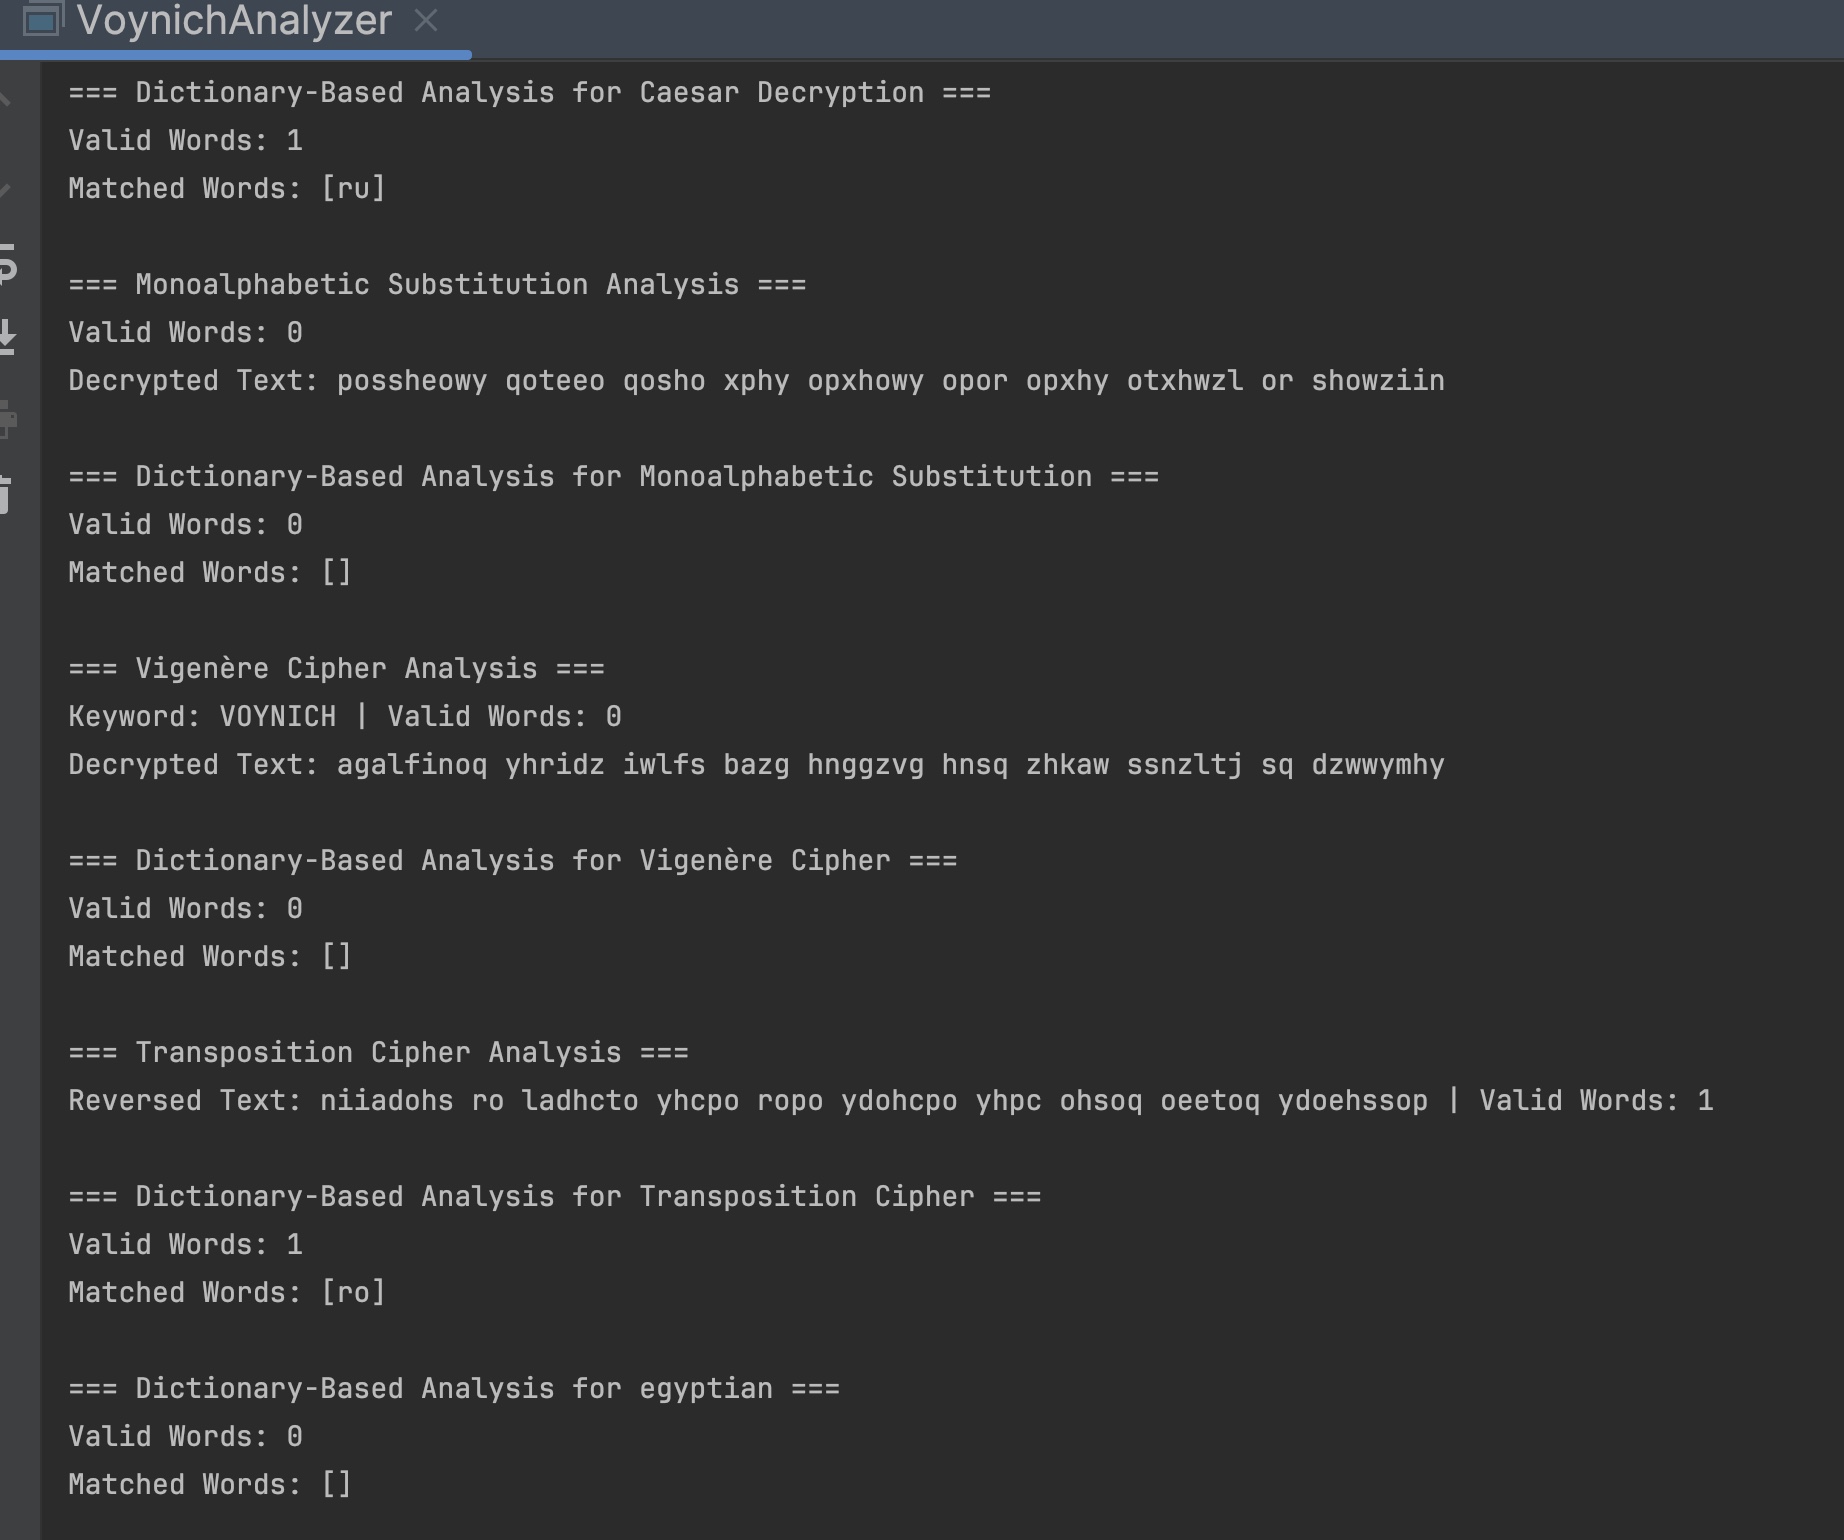 VoynichAnalyzer
=== Dictionary-Based Analysis for Caesar Decryption ===
Valid Words: 1
Matched Words: [ru]
=== Monoalphabetic Substitution Analysis ===
Valid Words: 0
Decrypted Text: possheowy qoteeo qosho xphy opxhowy opor opxhy otxhwzl or showziin
=== Dictionary-Based Analysis for Monoalphabetic Substitution ===
Valid Words: 0
Matched Words: []
=== Vigenère Cipher Analysis ===
Keyword: VOYNICH | Valid Words: 0
Decrypted Text: agalfinoq yhridz iwlfs bazg hnggzvg hnsq zhkaw ssnzltj sq dzwwymhy
=== Dictionary-Based Analysis for Vigenère Cipher ===
Valid Words: 0
Matched Words: []
=== Transposition Cipher Analysis ===
Reversed Text: niiadohs ro ladhcto yhcpo ropo ydohcpo yhpc ohsoq oeetoq ydoehssop | Valid Words: 1
=== Dictionary-Based Analysis for Transposition Cipher ===
Valid Words: 1
Matched Words: [ro]
=== Dictionary-Based Analysis for egyptian ===
Valid Words: 0
Matched Words: []